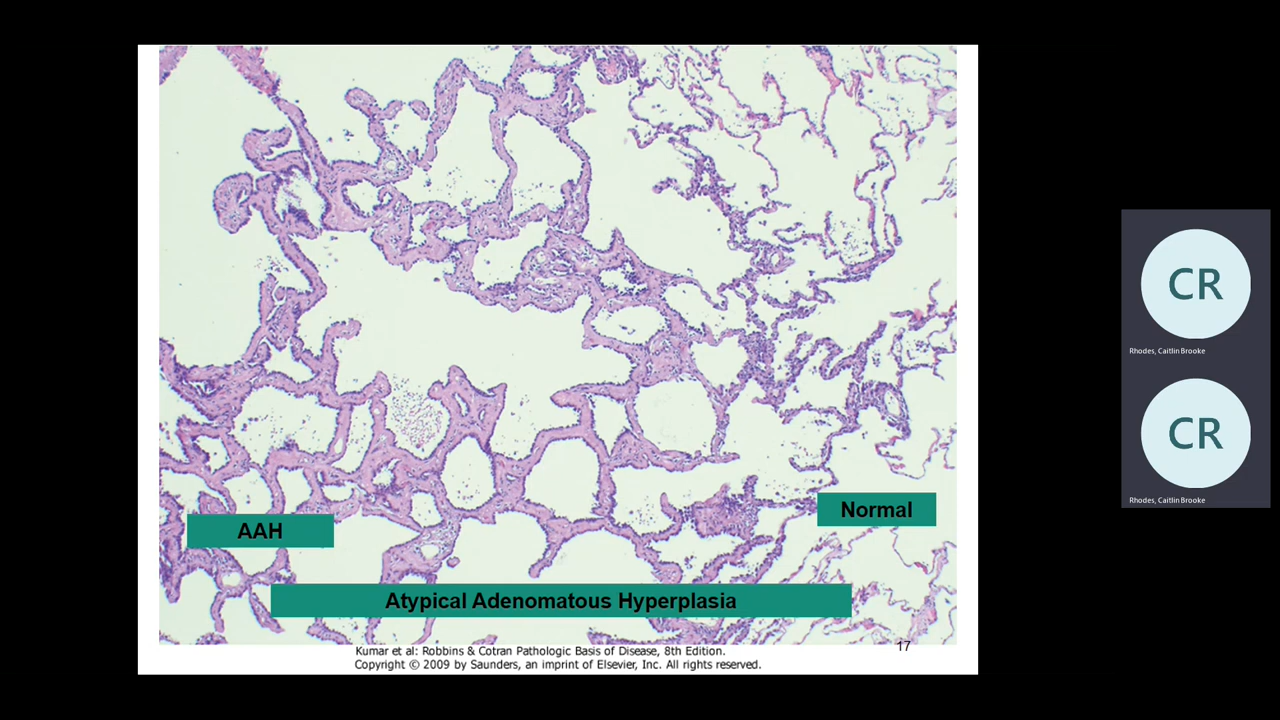 AAH
Normal
Atypical Adenomatous Hyperplasia
Kumar et al: Robbins & Cotran Pathologic Basis of Disease, 8th Edition.
Copyright © 2009 by Saunders, an imprint of Elsevier, Inc. All rights reserved.
17
CR
Rhodes, Caitlin Brooke
CR
Rhodes, Caitlin Brooke